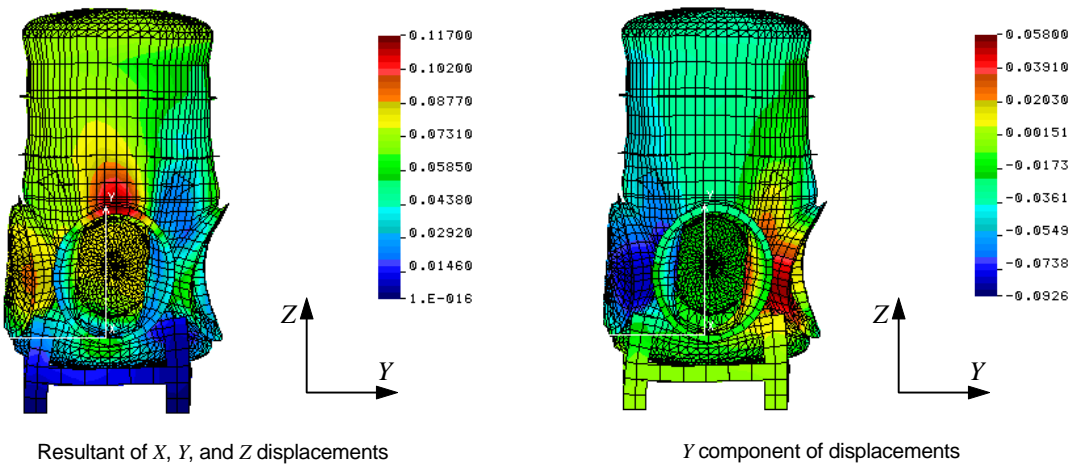 0.11700
0.10200
0.08770
0.07310
0.05850
0.04380
0.02920
0.01460
1.E-016
Y
X
Z
Y
Resultant of X, Y, and Z displacements
0.05800
0.03910
0.02030
0.00151
-0.0173
-0.0361
-0.0549
-0.0738
-0.0926
Y
X
Z
Y
Y component of displacements